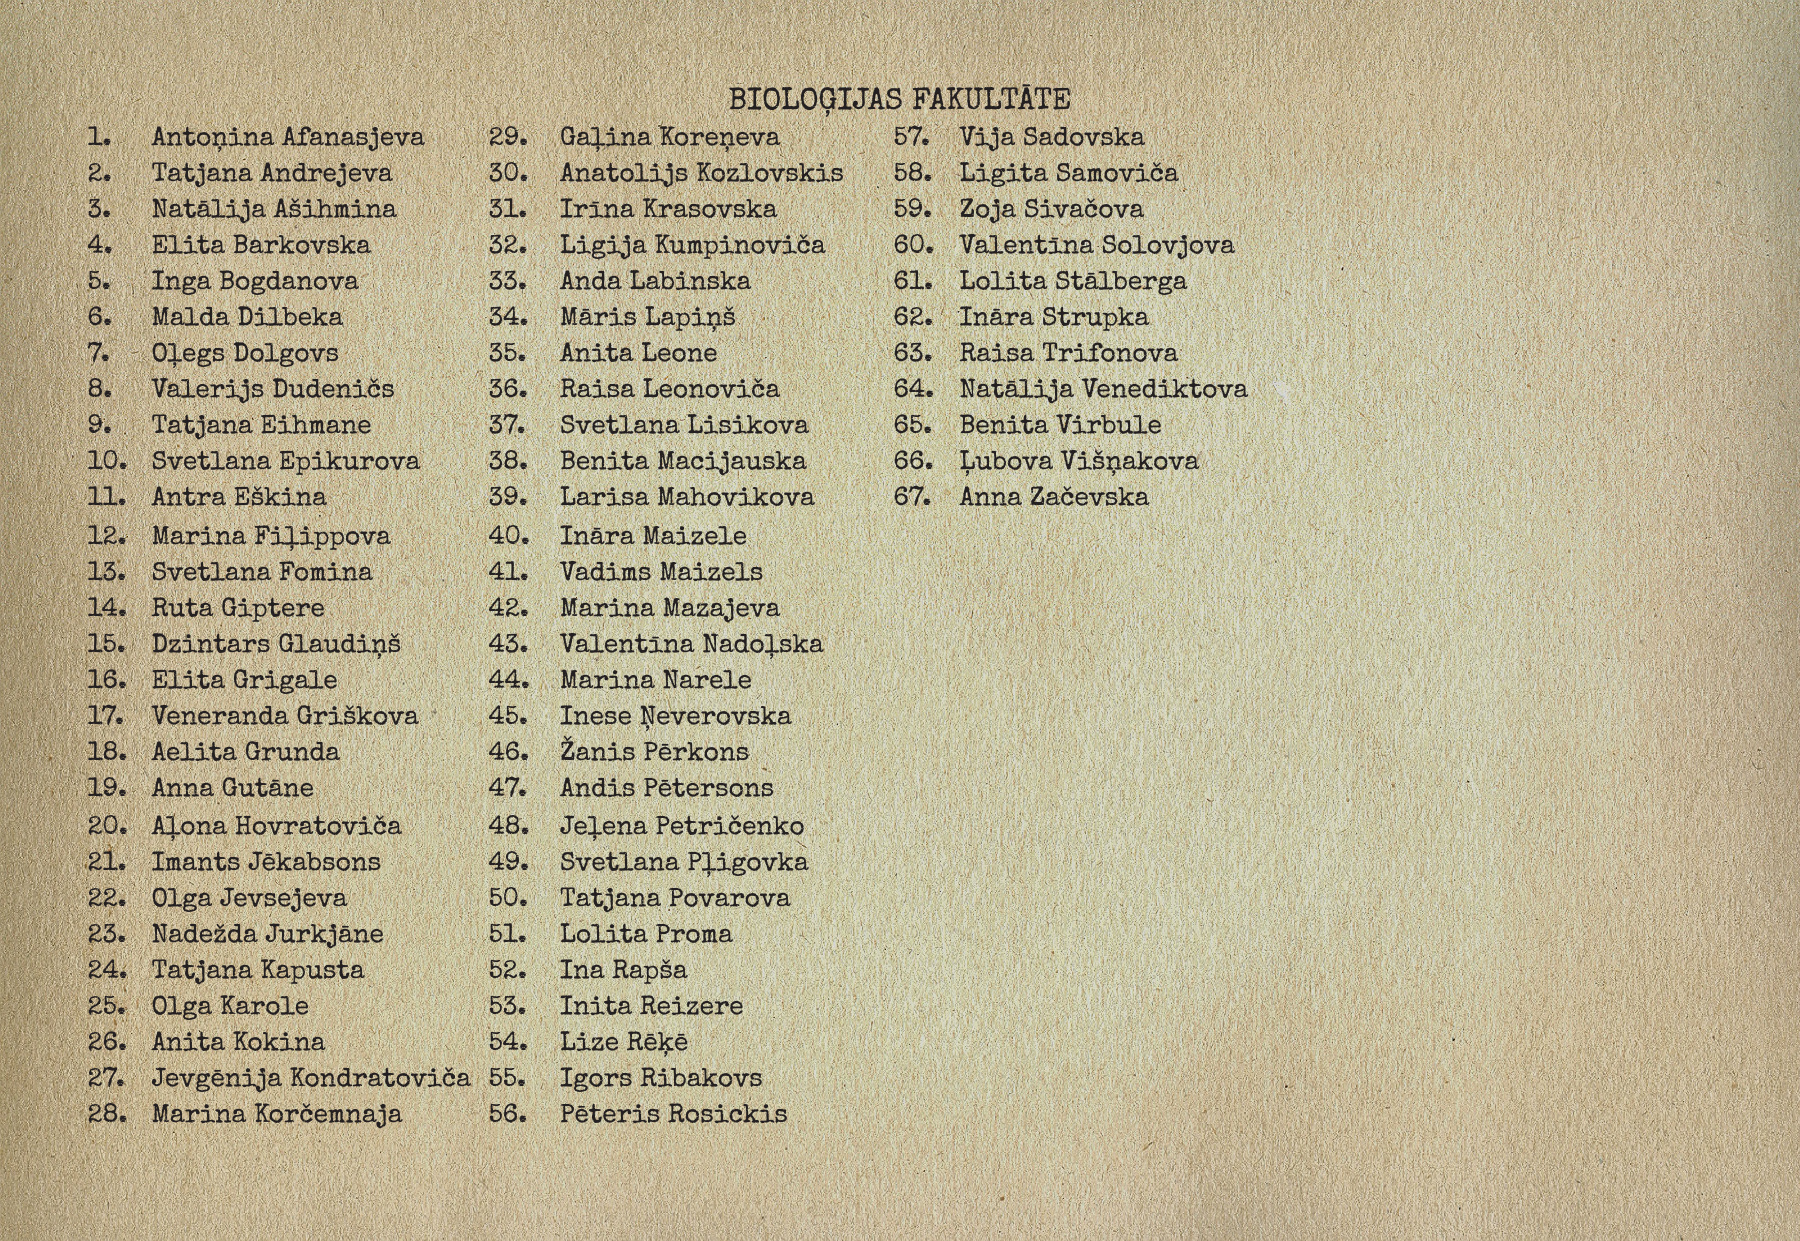 BIOLOĢIJAS FAKULTĀTE
1. Antoņina Afanasjeva
2. Tatjana Andrejeva
3. Natālija Ašihmina
4. Elita Barkovska
5. Inga Bogdanova
6. Malda Dilbeka
7. Oļegs Dolgovs
8. Valerijs Dudeničs
9. Tatjana Eihmane
10. Svetlana Epikurova
11. Antra Eškina
12. Marina Fiļippova
13. Svetlana Fomina
14. Ruta Giptere
15. Dzintars Glaudiņš
16. Elita Grigale
17. Veneranda Griškova
18. Aelita Grunda
19. Anna Gutāne
20. Aļona Hovratoviča
21. Imants Jēkabsons
22. Olga Jevsejeva
23. Nadežda Jurkjāne
24. Tatjana Kapusta
25. Olga Karole
26. Anita Kokina
27. Jevgēnija Kondratoviča
28. Marina Korčemnaja
29. Gaļina Koreņeva
30. Anatolijs Kozlovskis
31. Irīna Krasovska
32. Ligija Kumpinoviča
33. Anda Labinska
34. Māris Lapiņš
35. Anita Leone
36. Raisa Leonoviča
37. Svetlana Lisikova
38. Benita Macijauska
39. Larisa Mahovikova
40. Ināra Maizele
41. Vadims Maizels
42. Marina Mazajeva
43. Valentīna Nadoļska
44. Marina Narele
45. Inese Ņeverovska
46. Žanis Pērkons
47. Andis Pētersons
48. Jeļena Petričenko
49. Svetlana Pļigovka
50. Tatjana Povarova
51. Lolita Proma
52. Ina Rapša
53. Inita Reizere
54. Lize Rēķē
55. Igors Ribakovs
56. Pēteris Rosickis
57. Vija Sadovska
58. Ligita Samoviča
59. Zoja Sivačova
60. Valentīna Solovjova
61. Lolita Stālberga
62. Ināra Strupka
63. Raisa Trifonova
64. Natālija Venediktova
65. Benita Virbule
66. Ļubova Višņakova
67. Anna Začevska